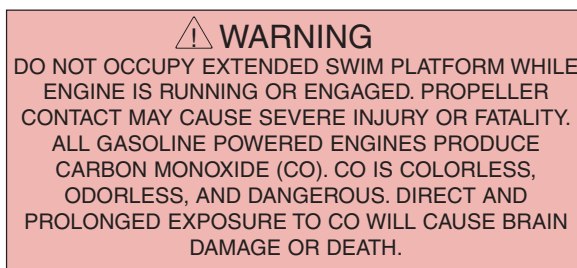 WARNING
DO NOT OCCUPY EXTENDED SWIM PLATFORM WHILE
ENGINE IS RUNNING OR ENGAGED. PROPELLER
CONTACT MAY CAUSE SEVERE INJURY OR FATALITY.
ALL GASOLINE POWERED ENGINES PRODUCE
CARBON MONOXIDE (CO). CO IS COLORLESS,
ODORLESS, AND DANGEROUS. DIRECT AND
PROLONGED EXPOSURE TO CO WILL CAUSE BRAIN
DAMAGE OR DEATH.